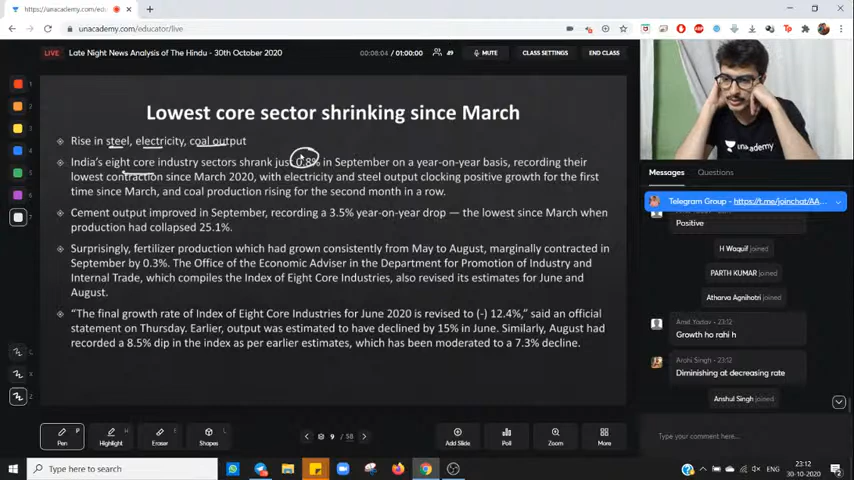 https://unacademy.com/ed
unacademy.com/educator/live
LIVE
Late Night News Analysis of The Hindu - 30th October 2020
00:08:04 / 01:00:00
49
MUTE
CLASS SETTINGS
END CLASS
1
2
3
4
5
6
7
Lowest core sector shrinking since March
Rise in steel, electricity, coal output
India's eight core industry sectors shrank just 0.8% in September on a year-on-year basis, recording their
lowest contraction since March 2020, with electricity and steel output clocking positive growth for the first
time since March, and coal production rising for the second month in a row.
Cement output improved in September, recording a 3.5% year-on-year drop — the lowest since March when
production had collapsed 25.1%.
Surprisingly, fertilizer production which had grown consistently from May to August, marginally contracted in
September by 0.3%. The Office of the Economic Adviser in the Department for Promotion of Industry and
Internal Trade, which compiles the Index of Eight Core Industries, also revised its estimates for June and
August.
"The final growth rate of Index of Eight Core Industries for June 2020 is revised to (-) 12.4%," said an official
statement on Thursday. Earlier, output was estimated to have declined by 15% in June. Similarly, August had
recorded a 8.5% dip in the index as per earlier estimates, which has been moderated to a 7.3% decline.
unacademy
Messages
Questions
Telegram Group - https://t.me/joinchat/AA...
Positive
H Waquif joined
PARTH KUMAR joined
Atharva Agnihotri joined
Growth ho rahi h
Arshi Singh 23:12
Diminishing at decreasing rate
Anshul Singh joined
Type your comment here...
Pen
Highlight
Eraser
Shapes
9 / 58
Add Slide
Poll
Zoom
More
Type here to search
ENG
23:12
30-10-2020